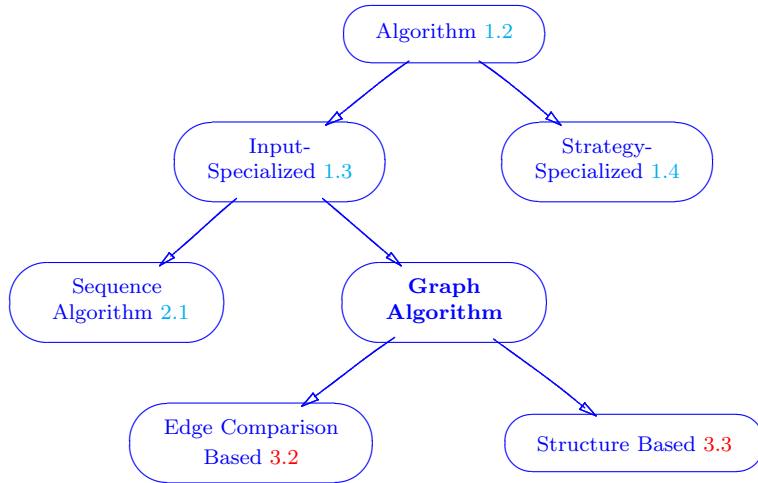 Algorithm 1.2
Input-
Specialized 1.3
Strategy-
Specialized 1.4
Sequence
Algorithm 2.1
Graph
Algorithm
Edge Comparison
Based 3.2
Structure Based 3.3